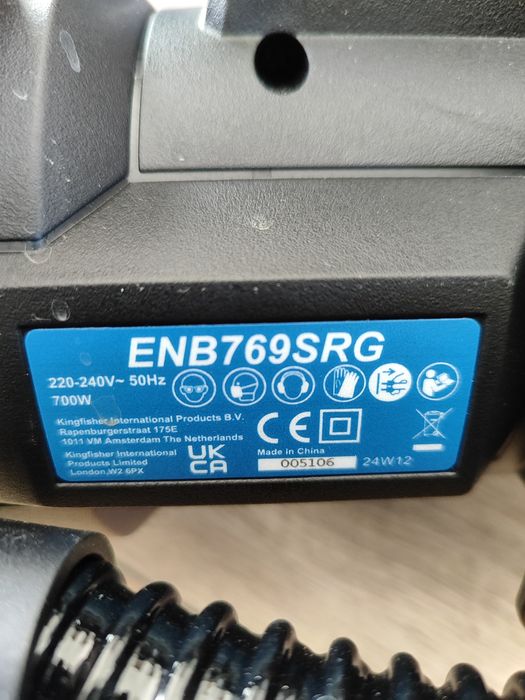 ENB769SRG
220-240V~ 50Hz
700W
Kingfisher International Products B.V.
Rapenburgerstraat 175E
1011 VM Amsterdam The Netherlands
Kingfisher International
Products Limited
London,W2 6PX
UK
CA
CE
Made in China
005106
24W12